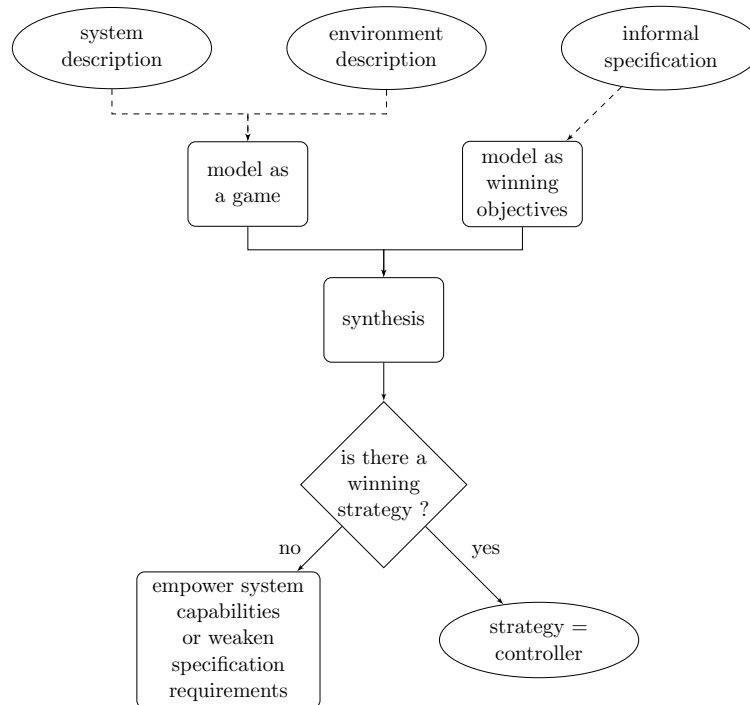 system
description
environment
description
informal
specification
model as
a game
model as
winning
objectives
synthesis
is there a
winning
strategy ?
no
yes
empower system
capabilities
or weaken
specification
requirements
strategy =
controller